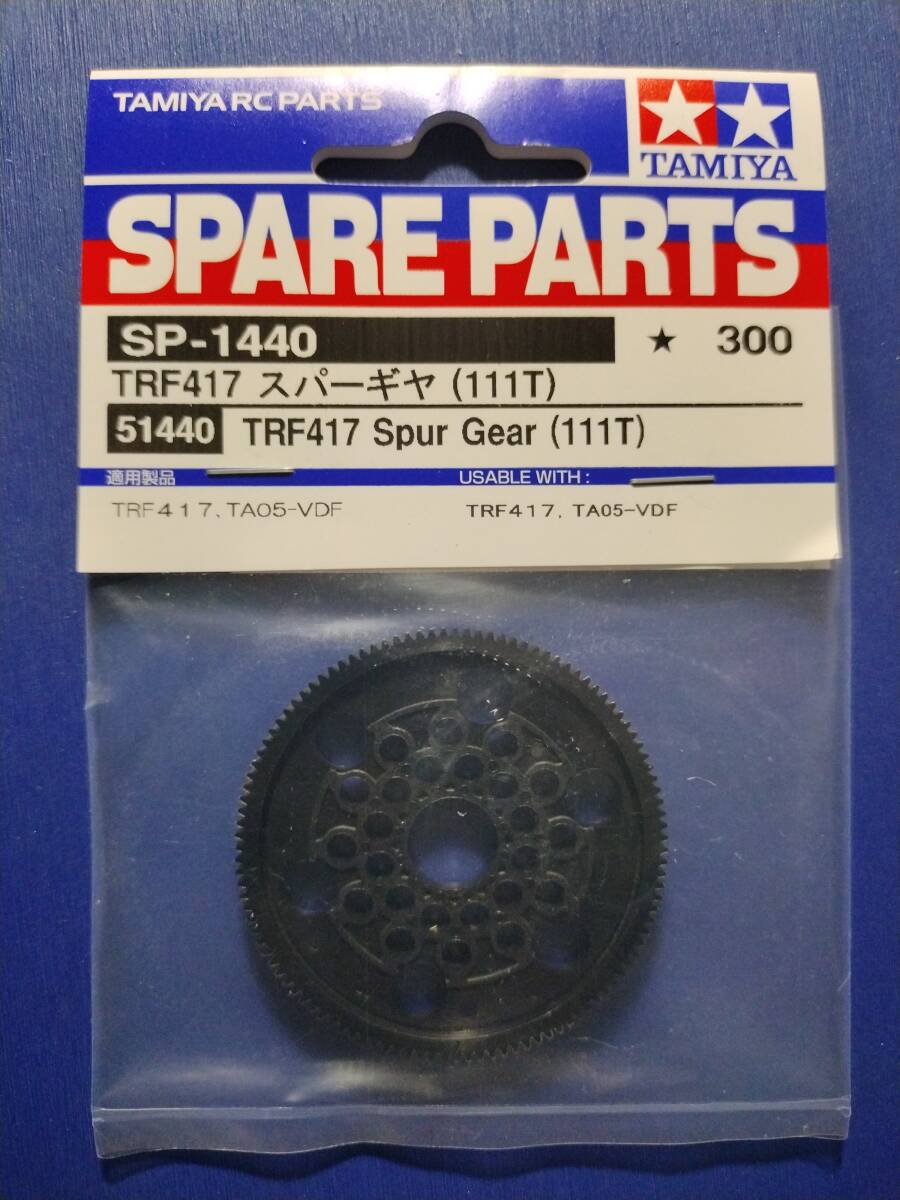 TAMIYA RC PARTS
TAMIYA
SPARE PARTS
SP-1440 ★ 300
TRF417 スパーギヤ (111T)
51440 TRF417 Spur Gear (111T)
適用製品 USABLE WITH :
TRF417, TA05-VDF TRF417, TA05-VDF